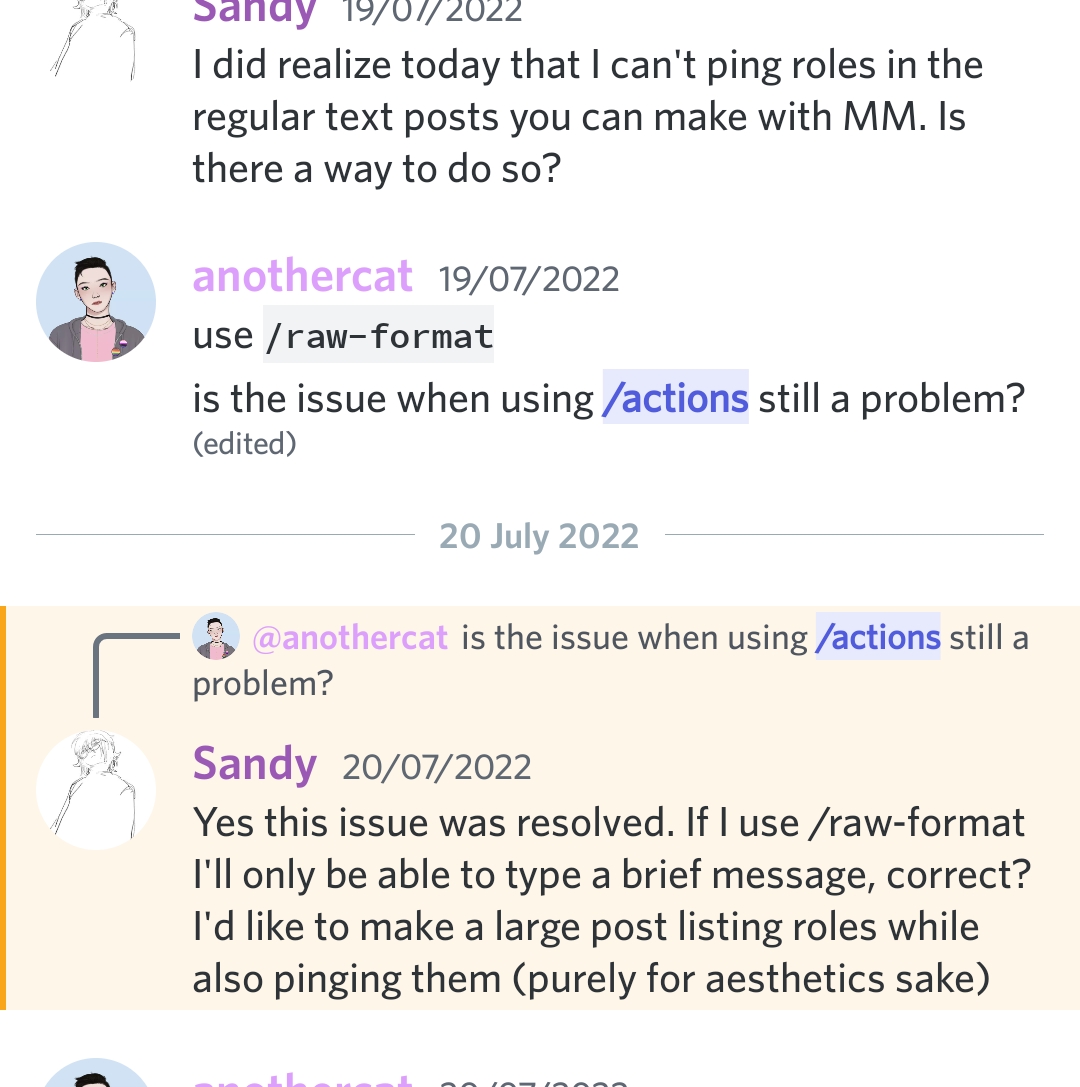 Sandy 19/07/2022
I did realize today that I can't ping roles in the
regular text posts you can make with MM. Is
there a way to do so?
anothercat 19/07/2022
use /raw-format
is the issue when using /actions still a problem?
(edited)
20 July 2022
@anothercat is the issue when using /actions still a
problem?
Sandy 20/07/2022
Yes this issue was resolved. If I use /raw-format
I'll only be able to type a brief message, correct?
I'd like to make a large post listing roles while
also pinging them (purely for aesthetics sake)
anothercat 20/07/2022